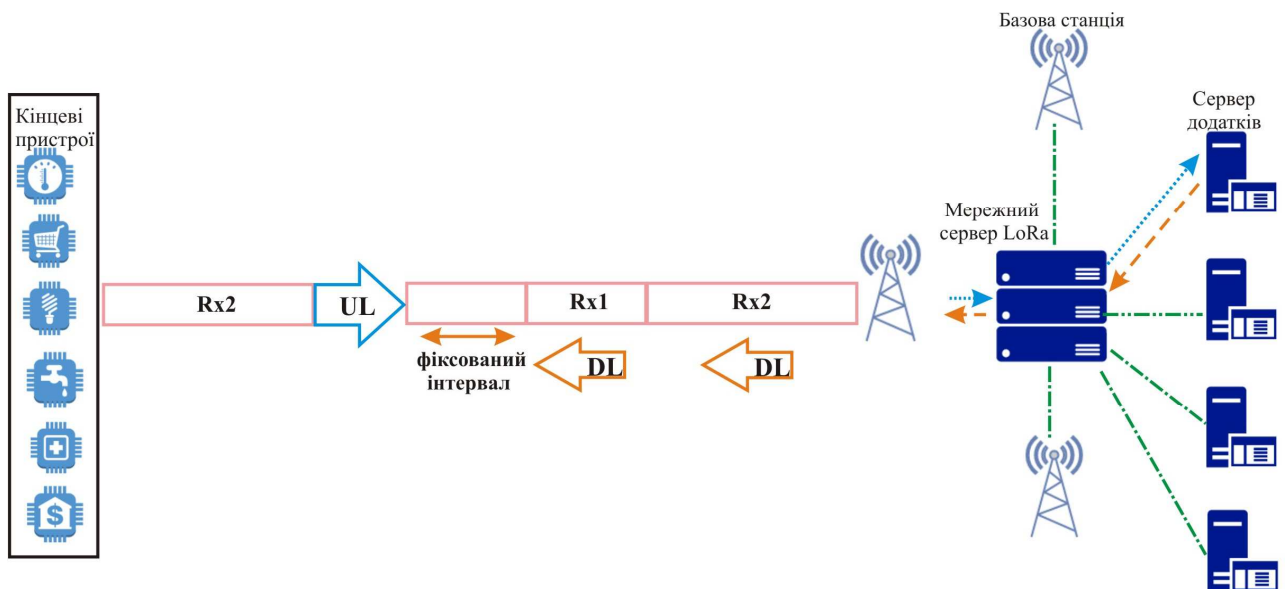 Базова станція
Кінцеві
пристрої
Сервер
додатків
Мережний
сервер LoRa
Rx2
UL
Rx1
Rx2
фіксований
інтервал
DL
DL
$